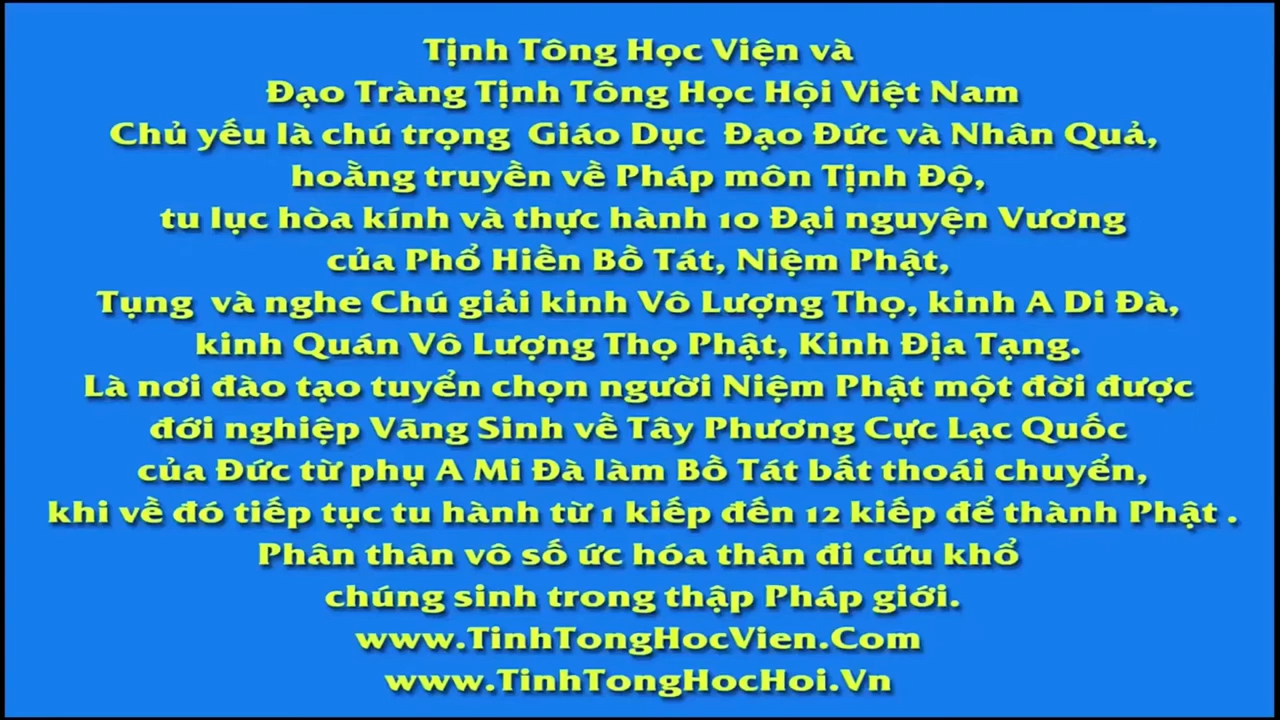 Tịnh Tông Học Viện và
Đạo Tràng Tịnh Tông Học Hội Việt Nam
Chủ yếu là chú trọng Giáo Dục Đạo Đức và Nhân Quả,
hoằng truyền về Pháp môn Tịnh Độ,
tu lục hòa kính và thực hành 10 Đại nguyện Vương
của Phổ Hiền Bồ Tát, Niệm Phật,
Tụng và nghe Chú giải kinh Vô Lượng Thọ, kinh A Di Đà,
kinh Quán Vô Lượng Thọ Phật, Kinh Địa Tạng.
Là nơi đào tạo tuyển chọn người Niệm Phật một đời được
đới nghiệp Vãng Sinh về Tây Phương Cực Lạc Quốc
của Đức từ phụ A Mi Đà làm Bồ Tát bất thoái chuyển,
khi về đó tiếp tục tu hành từ 1 kiếp đến 12 kiếp để thành Phật .
Phân thân vô số ức hóa thân đi cứu khổ
chúng sinh trong thập Pháp giới.
www.TinhTongHocVien.Com
www.TinhTongHocHoi.Vn